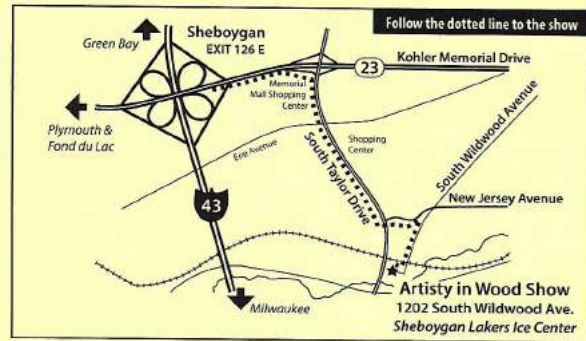 Follow the dotted line to the show
Sheboygan
EXIT 126 E
Green Bay
Kohler Memorial Drive
23
Memorial
Mall Shopping
Center
Plymouth &
Fond du Lac
Shopping
Center
Erie Avenue
South Taylor Drive
South Wildwood Avenue
New Jersey Avenue
43
Milwaukee
Artisty in Wood Show
1202 South Wildwood Ave.
Sheboygan Lakers Ice Center